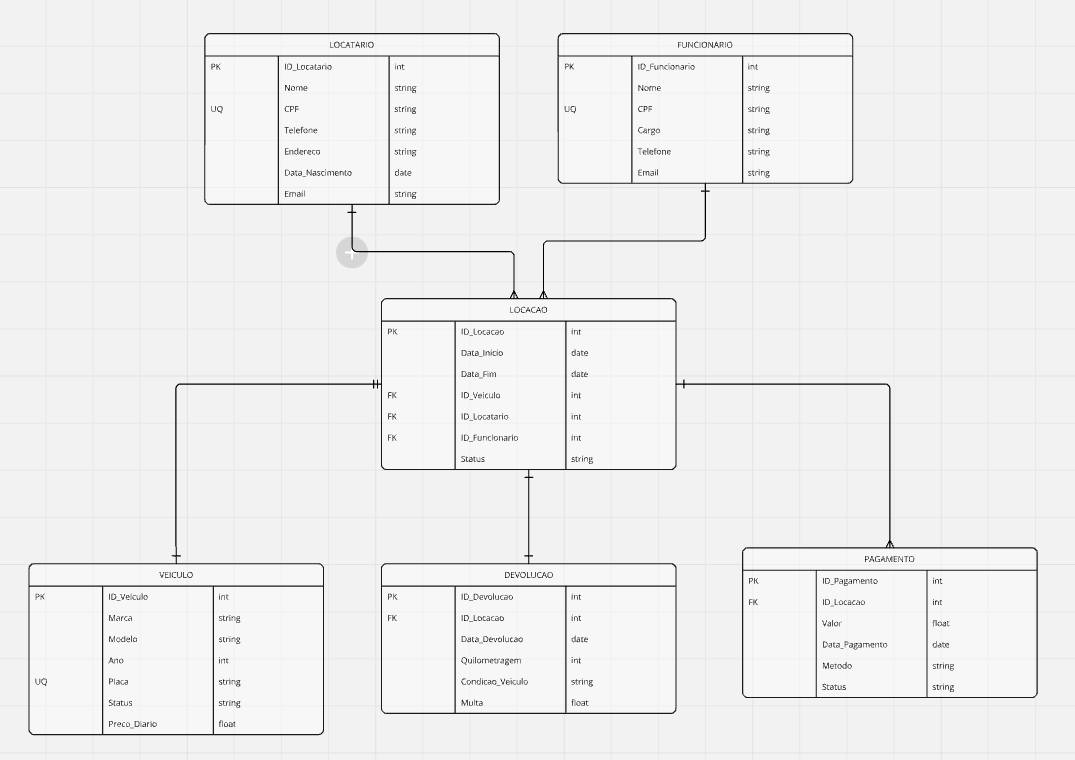 LOCATARIO
PK ID_Locatario int
Nome string
UQ CPF string
Telefone string
Endereco string
Data_Nascimento date
Email string
FUNCIONARIO
PK ID_Funcionario int
Nome string
UQ CPF string
Cargo string
Telefone string
Email string
LOCACAO
PK ID_Locacao int
Data_Inicio date
Data_Fim date
FK ID_Veiculo int
FK ID_Locatario int
FK ID_Funcionario int
Status string
VEICULO
PK ID_Veiculo int
Marca string
Modelo string
Ano int
UQ Placa string
Status string
Preco_Diario float
DEVOLUCAO
PK ID_Devolucao int
FK ID_Locacao int
Data_Devolucao date
Quilometragem int
Condicao_Veiculo string
Multa float
PAGAMENTO
PK ID_Pagamento int
FK ID_Locacao int
Valor float
Data_Pagamento date
Metodo string
Status string